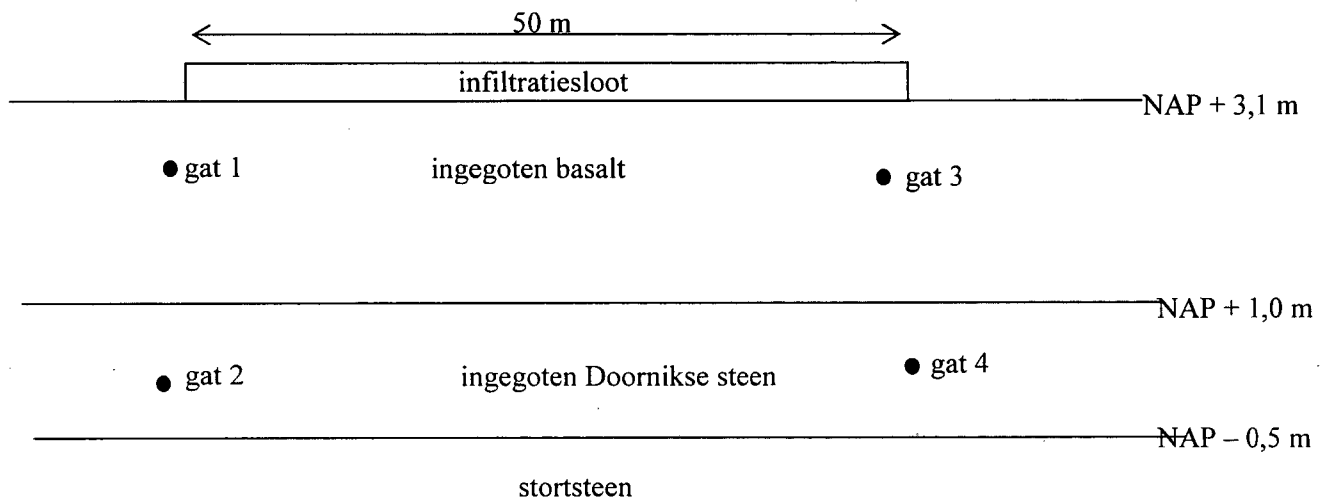 50 m
infiltratiesloot
NAP + 3,1 m
gat 1 ingegoten basalt gat 3
NAP + 1,0 m
gat 2 ingegoten Doornikse steen gat 4
NAP – 0,5 m
stortsteen